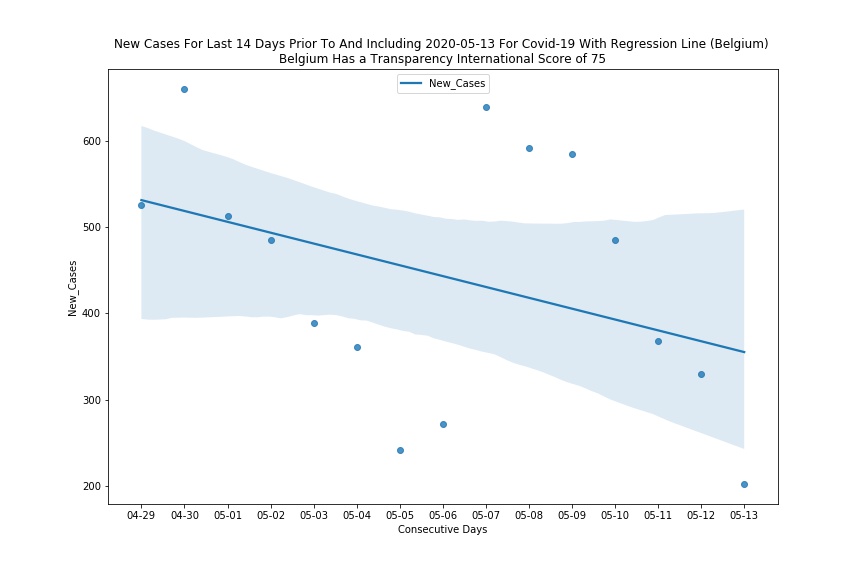 New Cases For Last 14 Days Prior To And Including 2020-05-13 For Covid-19 With Regression Line (Belgium)
Belgium Has a Transparency International Score of 75
New_Cases
600
500
400
300
200
New_Cases
04-29 04-30 05-01 05-02 05-03 05-04 05-05 05-06 05-07 05-08 05-09 05-10 05-11 05-12 05-13
Consecutive Days